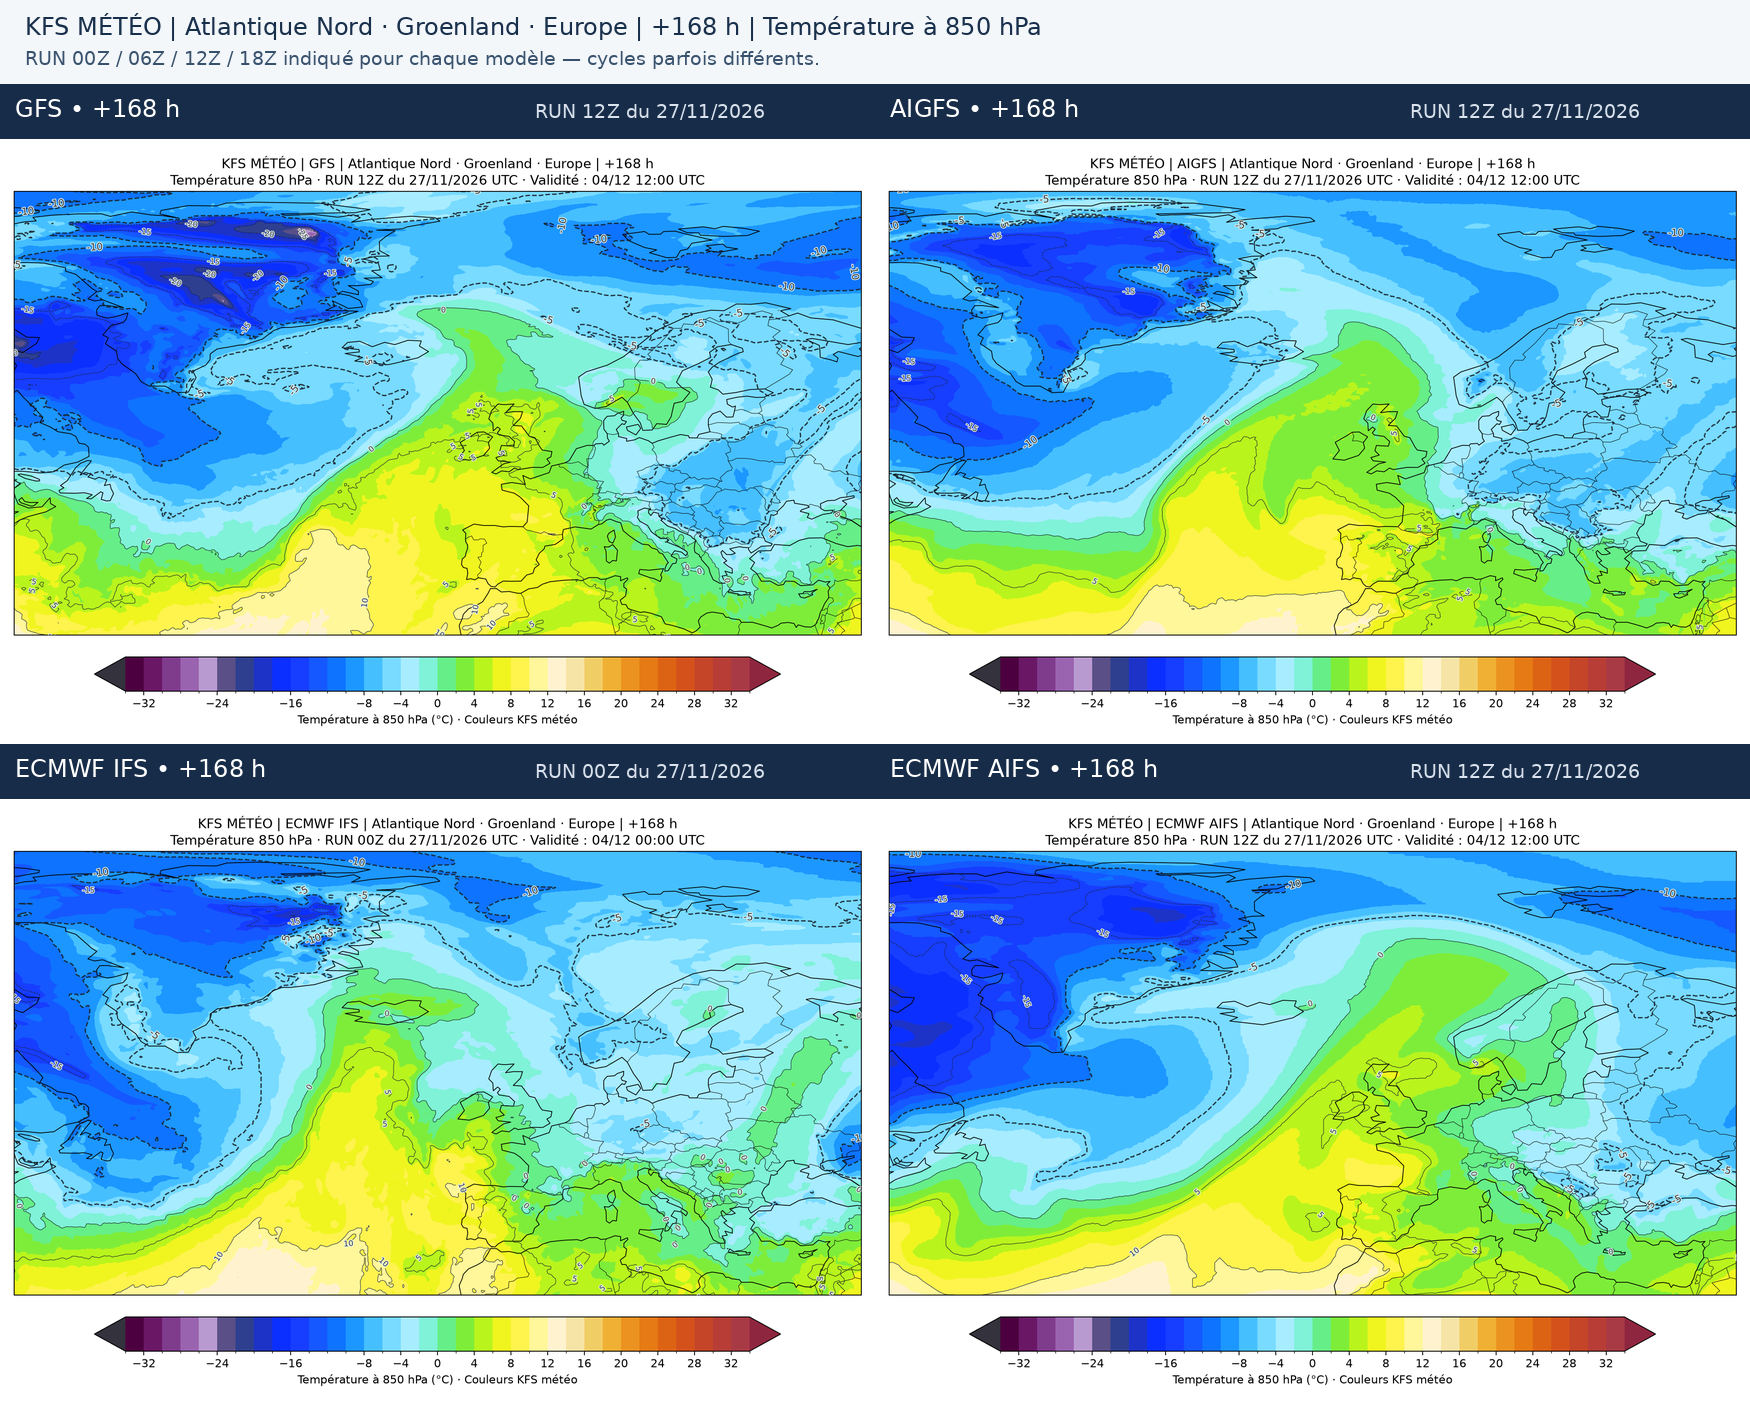 KFS MÉTÉO | Atlantique Nord · Groenland · Europe | +168 h | Température à 850 hPa
RUN 00Z / 06Z / 12Z / 18Z indiqué pour chaque modèle — cycles parfois différents.
GFS • +168 h
RUN 12Z du 27/11/2026
AIGFS • +168 h
RUN 12Z du 27/11/2026
KFS MÉTÉO | GFS | Atlantique Nord · Groenland · Europe | +168 h
Température 850 hPa · RUN 12Z du 27/11/2026 UTC · Validité : 04/12 12:00 UTC
KFS MÉTÉO | AIGFS | Atlantique Nord · Groenland · Europe | +168 h
Température 850 hPa · RUN 12Z du 27/11/2026 UTC · Validité : 04/12 12:00 UTC
−32 −24 −16 −8 −4 0 4 8 12 16 20 24 28 32
Température à 850 hPa (°C) · Couleurs KFS météo
−32 −24 −16 −8 −4 0 4 8 12 16 20 24 28 32
Température à 850 hPa (°C) · Couleurs KFS météo
ECMWF IFS • +168 h
RUN 00Z du 27/11/2026
ECMWF AIFS • +168 h
RUN 12Z du 27/11/2026
KFS MÉTÉO | ECMWF IFS | Atlantique Nord · Groenland · Europe | +168 h
Température 850 hPa · RUN 00Z du 27/11/2026 UTC · Validité : 04/12 00:00 UTC
KFS MÉTÉO | ECMWF AIFS | Atlantique Nord · Groenland · Europe | +168 h
Température 850 hPa · RUN 12Z du 27/11/2026 UTC · Validité : 04/12 12:00 UTC
−32 −24 −16 −8 −4 0 4 8 12 16 20 24 28 32
Température à 850 hPa (°C) · Couleurs KFS météo
−32 −24 −16 −8 −4 0 4 8 12 16 20 24 28 32
Température à 850 hPa (°C) · Couleurs KFS météo